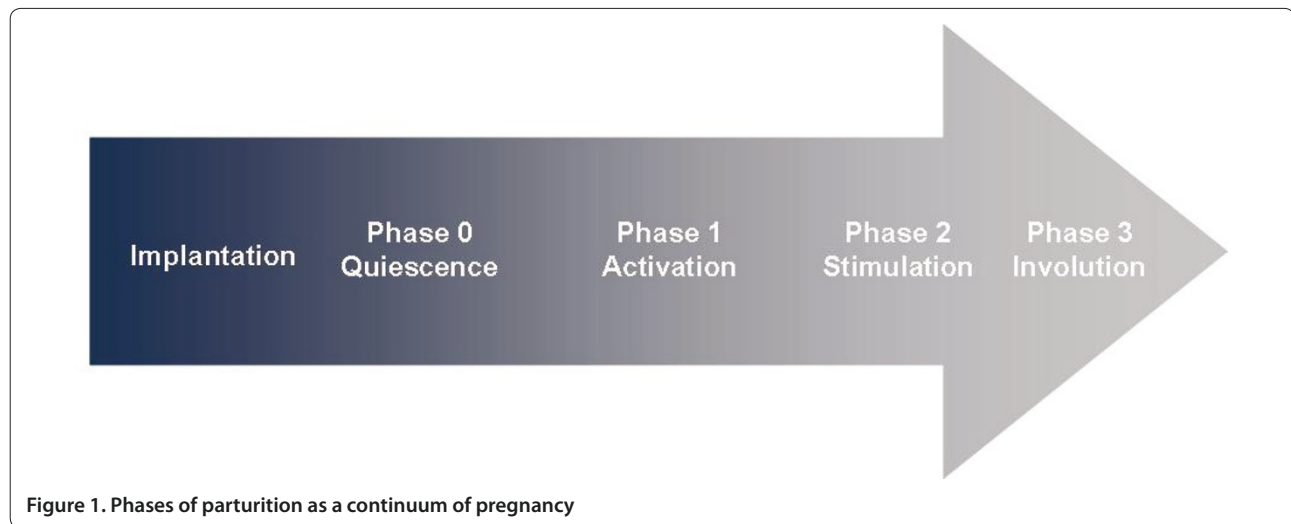 Implantation
Phase 0
Quiescence
Phase 1
Activation
Phase 2
Stimulation
Phase 3
Involution
Figure 1. Phases of parturition as a continuum of pregnancy